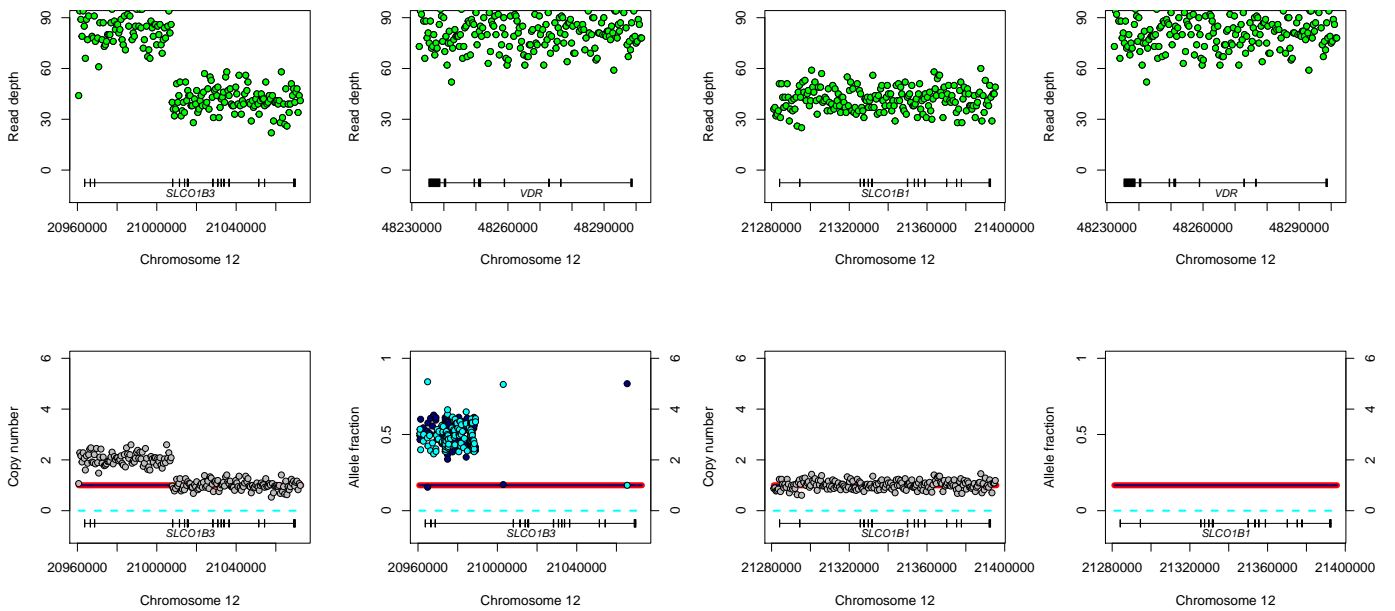 Read depth
0 30 60 90
SLCO1B3
20960000 21000000 21040000
Chromosome 12
Read depth
0 30 60 90
VDR
48230000 48260000 48290000
Chromosome 12
Read depth
0 30 60 90
SLCO1B1
21280000 21320000 21360000 21400000
Chromosome 12
Read depth
0 30 60 90
VDR
48230000 48260000 48290000
Chromosome 12
Copy number
0 2 4 6
SLCO1B3
20960000 21000000 21040000
Chromosome 12
Allele fraction
0 0.5 1
0 2 4 6
SLCO1B3
20960000 21000000 21040000
Chromosome 12
Copy number
0 2 4 6
SLCO1B1
21280000 21320000 21360000 21400000
Chromosome 12
Allele fraction
0 0.5 1
0 2 4 6
SLCO1B1
21280000 21320000 21360000 21400000
Chromosome 12